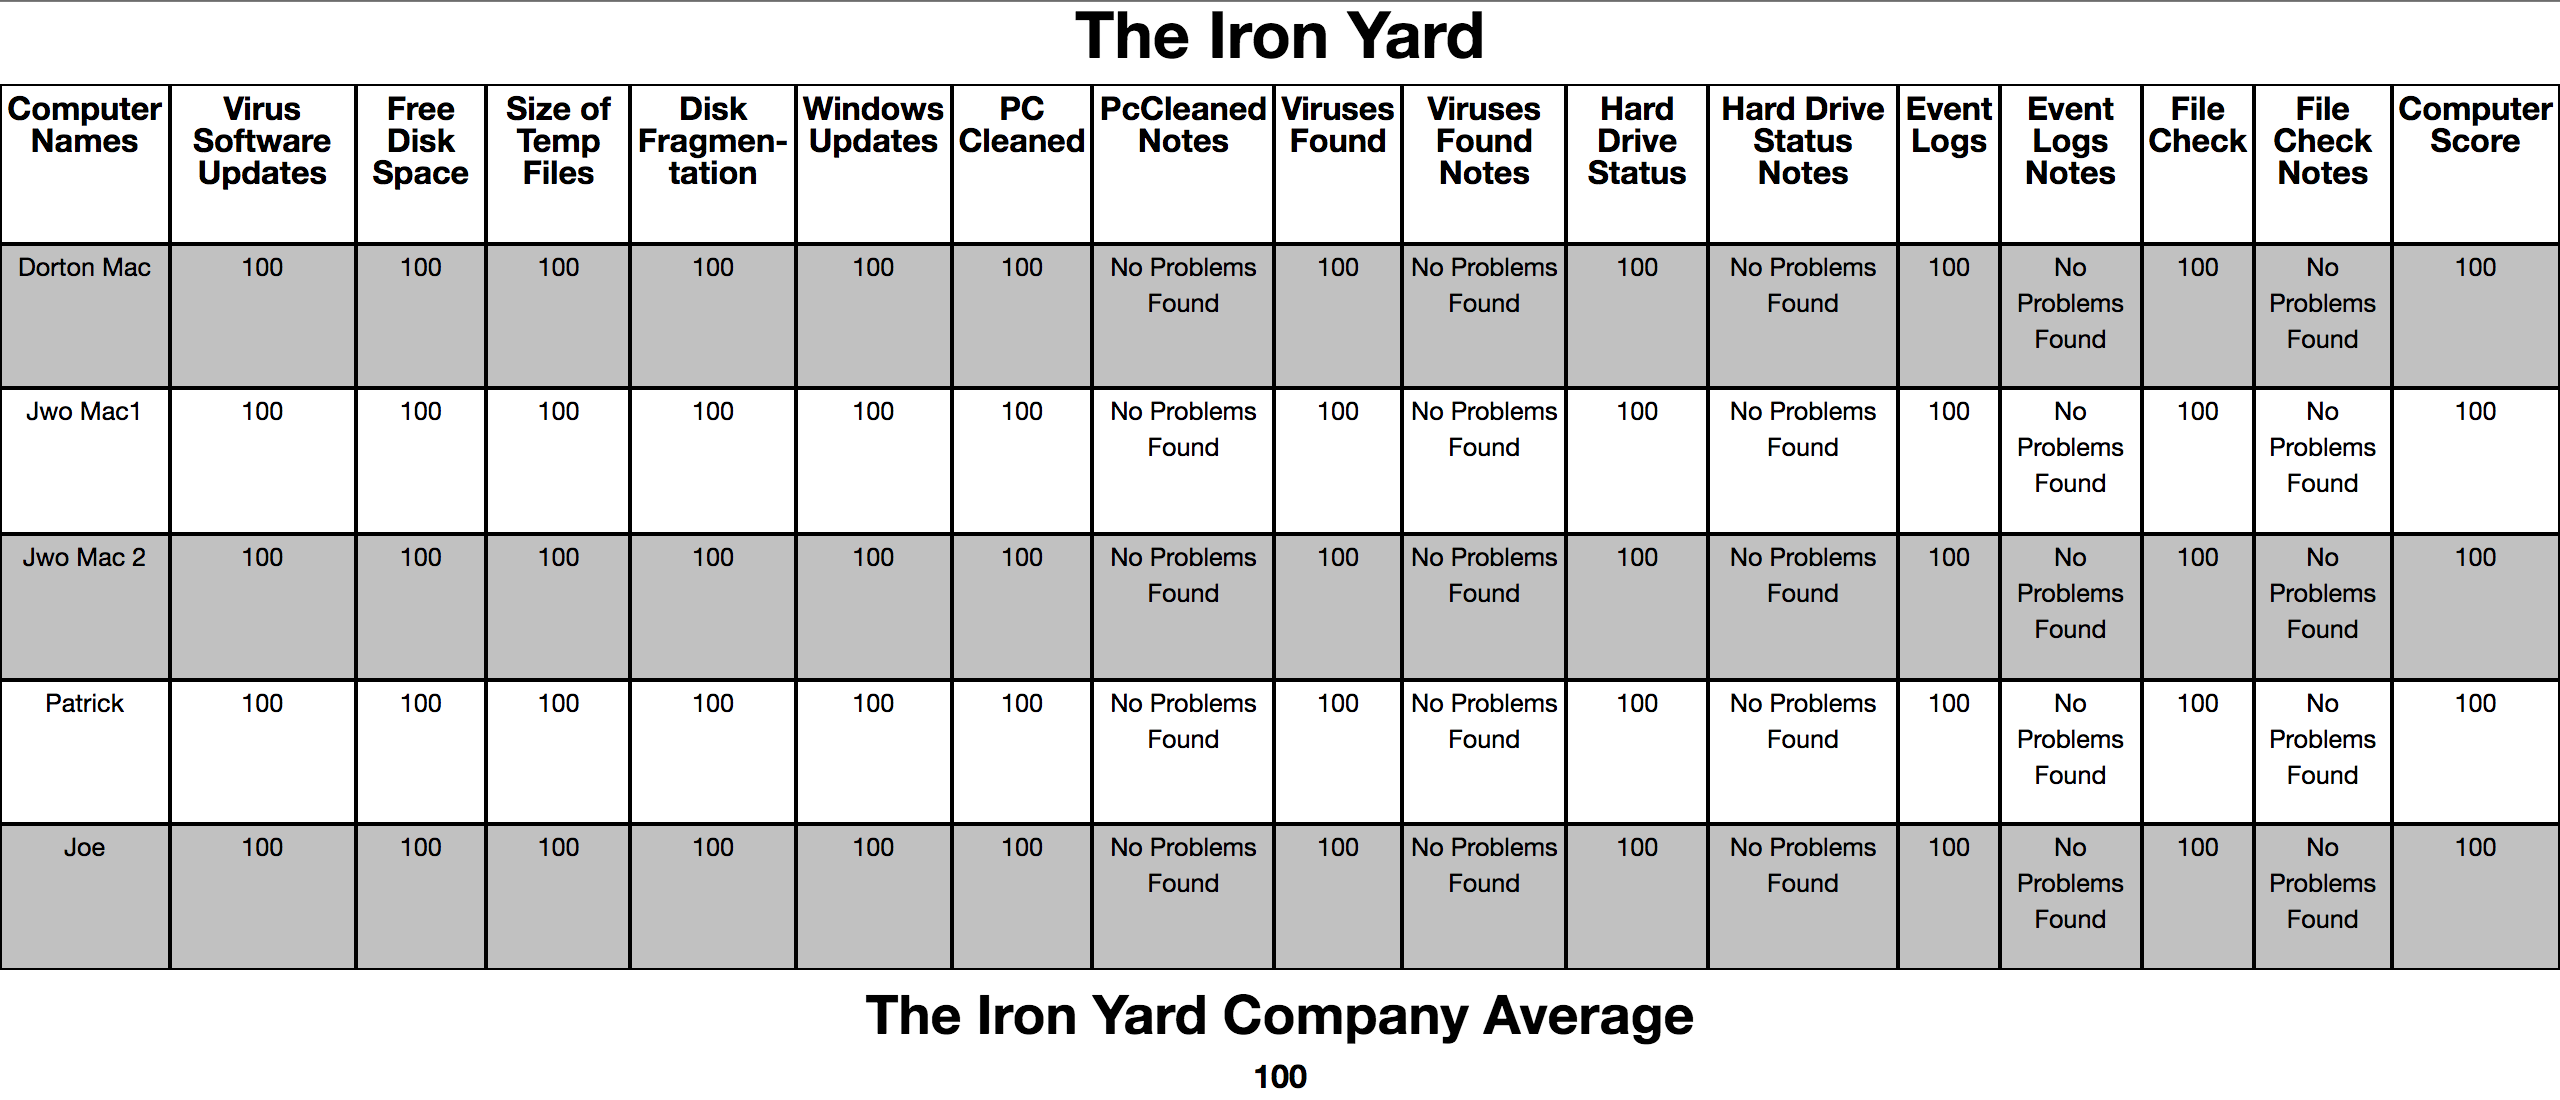 The Iron Yard
Computer Names | Virus Software Updates | Free Disk Space | Size of Temp Files | Disk Fragmen-tation | Windows Updates | PC Cleaned | PcCleaned Notes | Viruses Found | Viruses Found Notes | Hard Drive Status | Hard Drive Status Notes | Event Logs | Event Logs Notes | File Check | File Check Notes | Computer Score
Dorton Mac | 100 | 100 | 100 | 100 | 100 | 100 | No Problems Found | 100 | No Problems Found | 100 | No Problems Found | 100 | No Problems Found | 100 | No Problems Found | 100
Jwo Mac1 | 100 | 100 | 100 | 100 | 100 | 100 | No Problems Found | 100 | No Problems Found | 100 | No Problems Found | 100 | No Problems Found | 100 | No Problems Found | 100
Jwo Mac 2 | 100 | 100 | 100 | 100 | 100 | 100 | No Problems Found | 100 | No Problems Found | 100 | No Problems Found | 100 | No Problems Found | 100 | No Problems Found | 100
Patrick | 100 | 100 | 100 | 100 | 100 | 100 | No Problems Found | 100 | No Problems Found | 100 | No Problems Found | 100 | No Problems Found | 100 | No Problems Found | 100
Joe | 100 | 100 | 100 | 100 | 100 | 100 | No Problems Found | 100 | No Problems Found | 100 | No Problems Found | 100 | No Problems Found | 100 | No Problems Found | 100
The Iron Yard Company Average
100